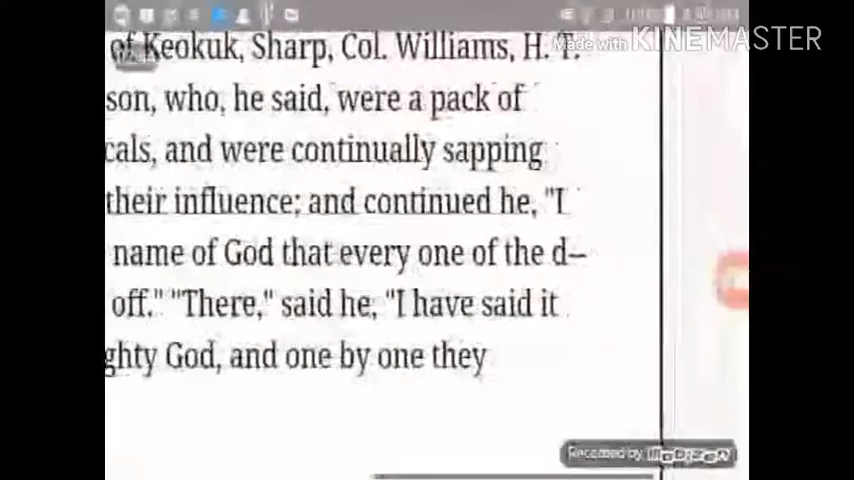 of Keokuk, Sharp, Col. Williams, H. T.
Made with KINEMASTER
son, who, he said, were a pack of
cals, and were continually sapping
their influence; and continued he, "I
name of God that every one of the d—
off." "There," said he, "I have said it
ghty God, and one by one they
Recorded by